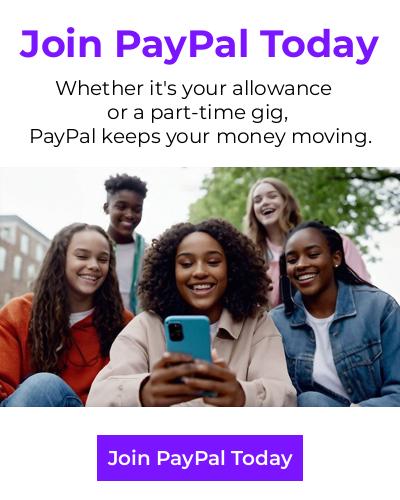 Join PayPal Today
Whether it's your allowance
or a part-time gig,
PayPal keeps your money moving.
Join PayPal Today